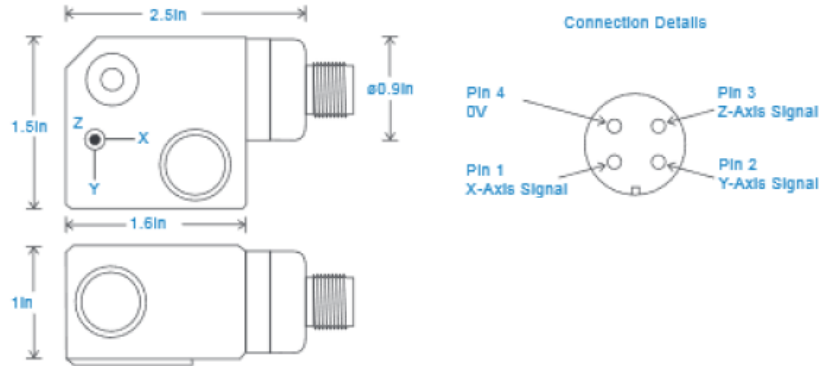 2.5in
Connection Details
ø0.9in
1.5in
Z
X
Y
Pin 4
0V
Pin 3
Z-Axis Signal
Pin 1
X-Axis Signal
Pin 2
Y-Axis Signal
1.6in
1in